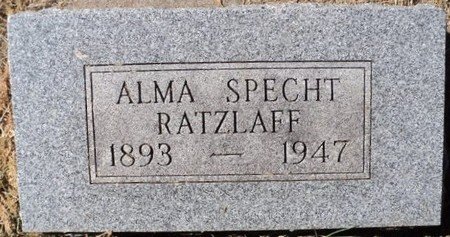 ALMA SPECHT
RATZLAFF
1893 — 1947